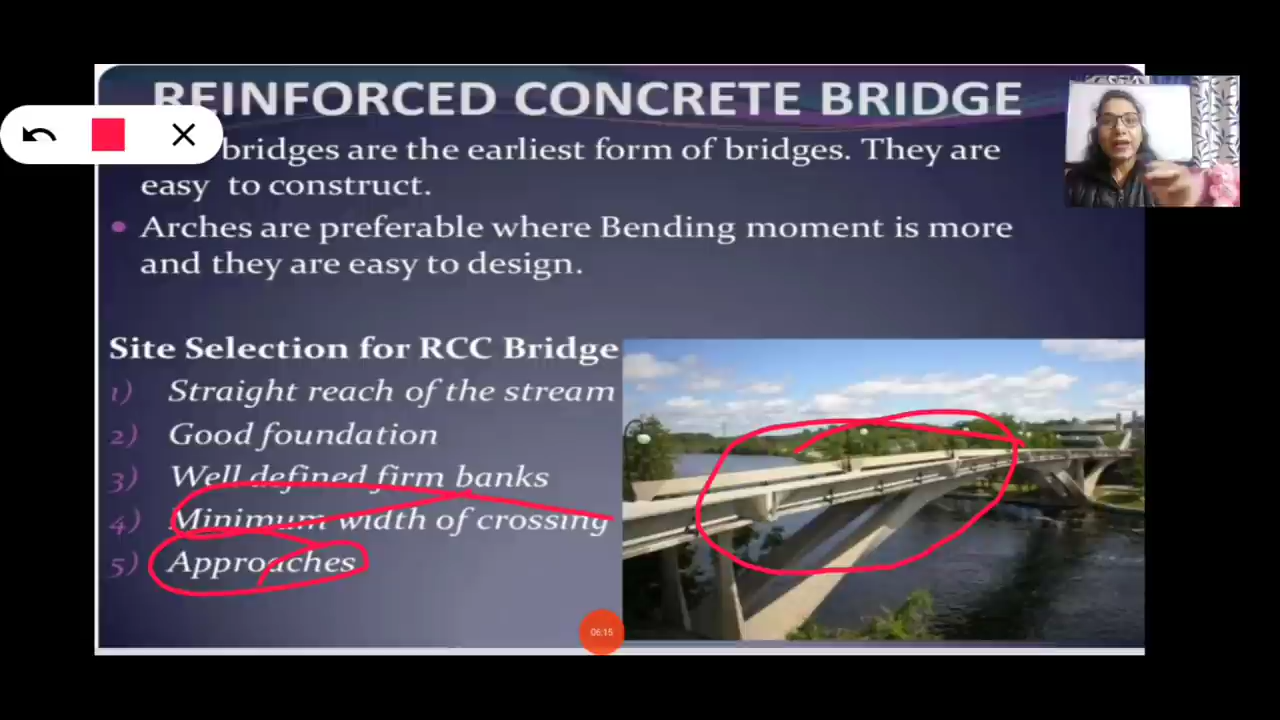 REINFORCED CONCRETE BRIDGE
bridges are the earliest form of bridges. They are
easy to construct.
• Arches are preferable where Bending moment is more
and they are easy to design.
Site Selection for RCC Bridge
1) Straight reach of the stream
2) Good foundation
3) Well defined firm banks
4) Minimum width of crossing
5) Approaches
06:15